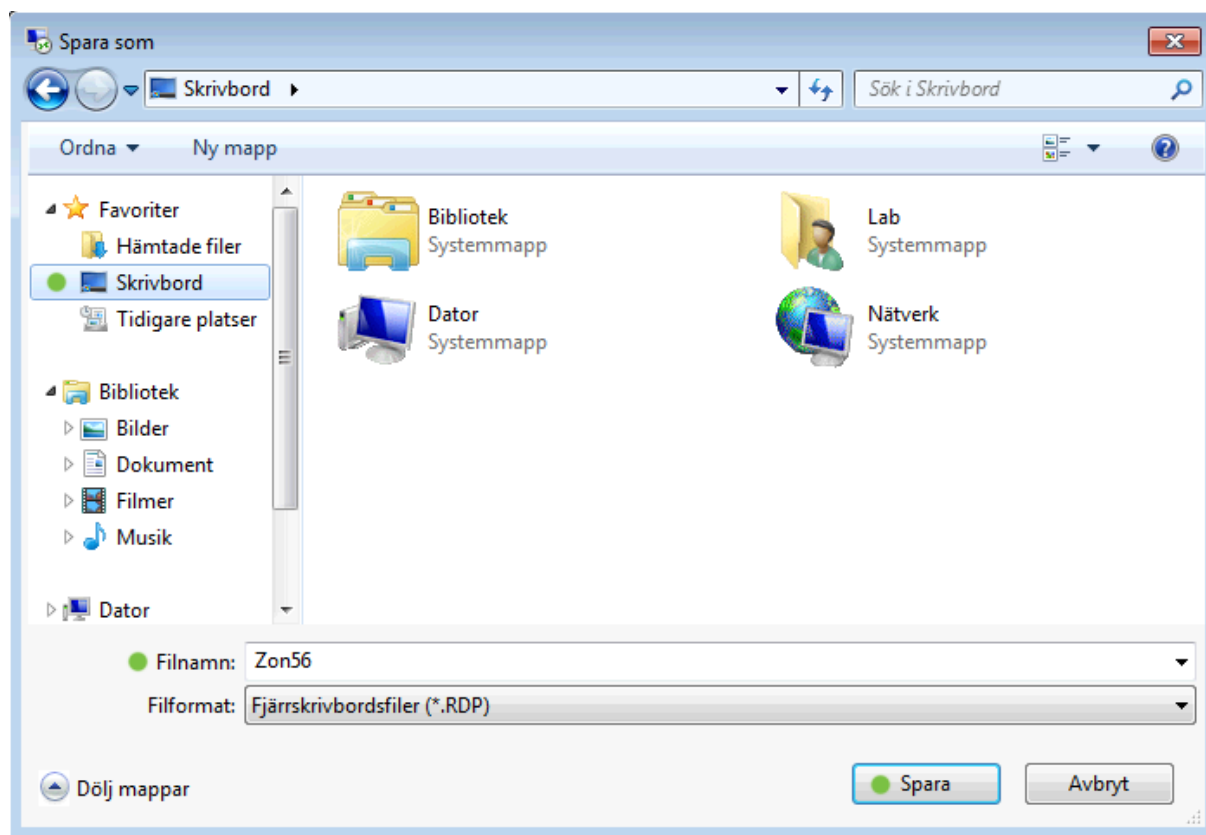 Spara som
Skrivbord
Sök i Skrivbord
Ordna
Ny mapp
Favoriter
Hämtade filer
Skrivbord
Tidigare platser
Bibliotek
Bilder
Dokument
Filmer
Musik
Dator
Bibliotek
Systemmapp
Lab
Systemmapp
Dator
Systemmapp
Nätverk
Systemmapp
Filnamn: Zon56
Filformat: Fjärrskrivbordsfiler (*.RDP)
Dölj mappar
Spara
Avbryt